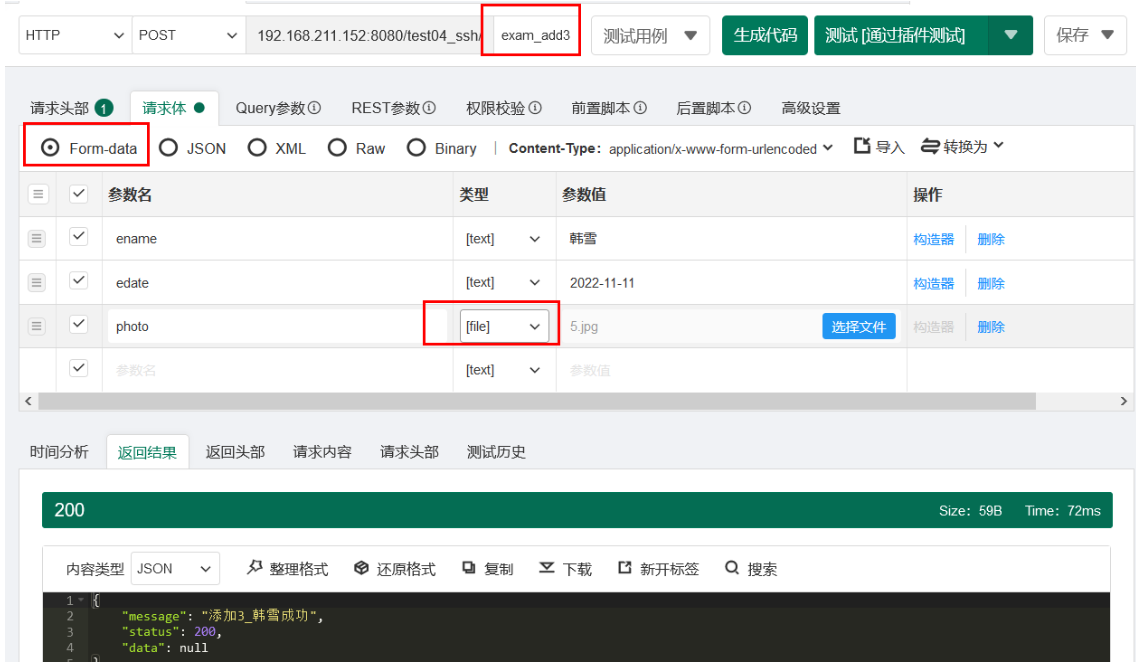 HTTP POST 192.168.211.152:8080/test04_ssh/ exam_add3 测试用例 生成代码 测试 [通过插件测试] 保存
请求头部 1 请求体 Query参数 REST参数 权限校验 前置脚本 后置脚本 高级设置
Form-data JSON XML Raw Binary | Content-Type: application/x-www-form-urlencoded 导入 转换为
参数名 类型 参数值 操作
ename [text] 韩雪 构造器 删除
edate [text] 2022-11-11 构造器 删除
photo [file] 5.jpg 选择文件 构造器 删除
参数名 [text] 参数值
时间分析 返回结果 返回头部 请求内容 请求头部 测试历史
200 Size: 59B Time: 72ms
内容类型 JSON 整理格式 还原格式 复制 下载 新开标签 搜索
1 {
2 "message": "添加3_韩雪成功",
3 "status": 200,
4 "data": null
5 }